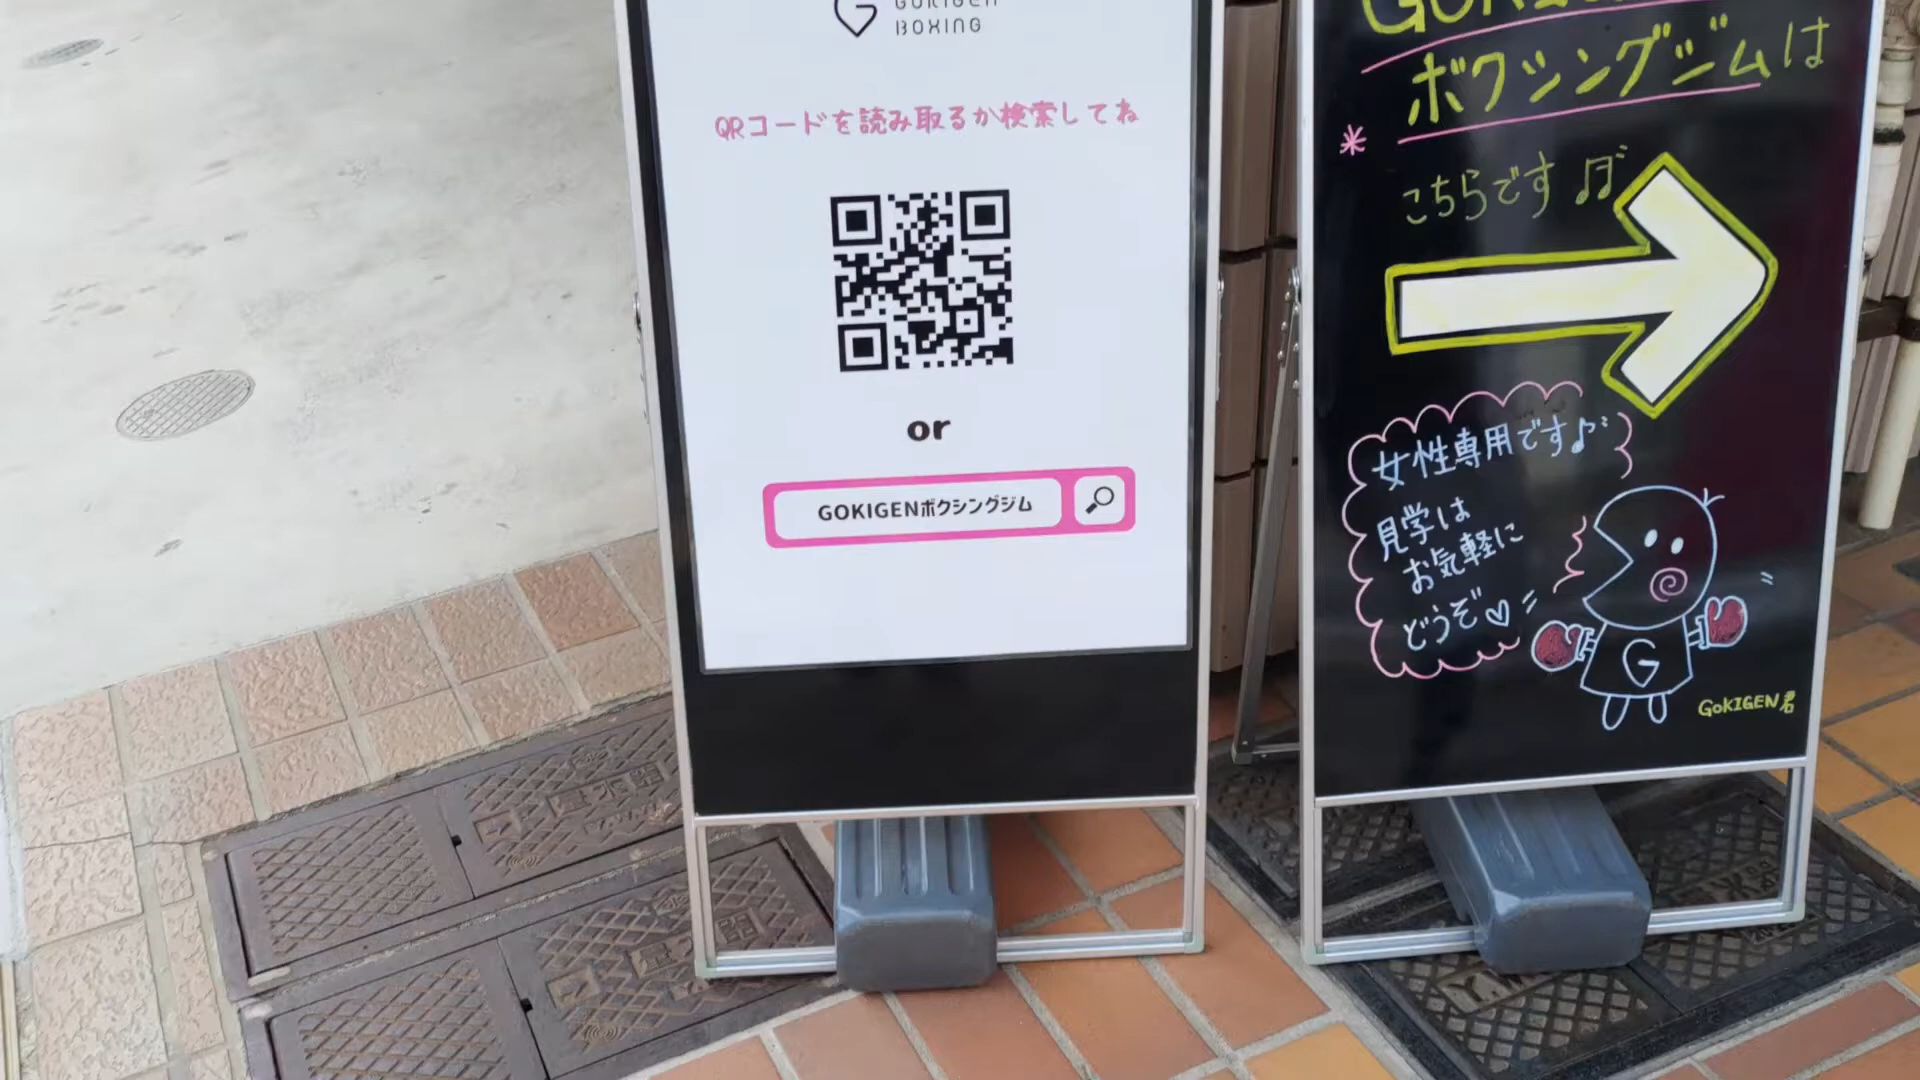 GOKIGEN
BOXING
QRコードを読み取るか検索してね
or
GOKIGENボクシングジム
ボクシングジムは
こちらです
女性専用です♪
見学は
お気軽に
どうぞ♡
G
GOKIGEN君